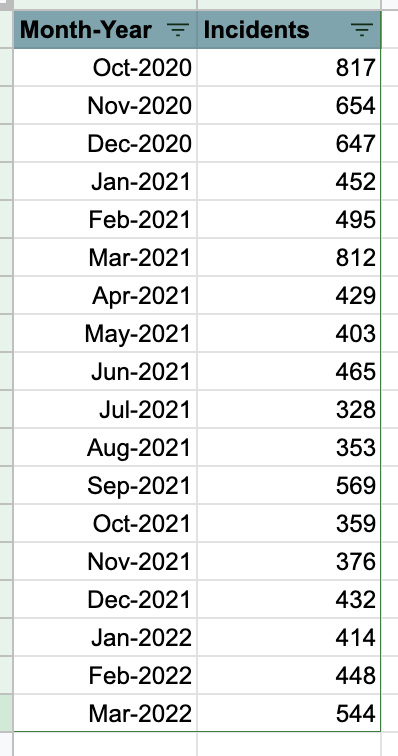 Month-Year Incidents
Oct-2020 817
Nov-2020 654
Dec-2020 647
Jan-2021 452
Feb-2021 495
Mar-2021 812
Apr-2021 429
May-2021 403
Jun-2021 465
Jul-2021 328
Aug-2021 353
Sep-2021 569
Oct-2021 359
Nov-2021 376
Dec-2021 432
Jan-2022 414
Feb-2022 448
Mar-2022 544